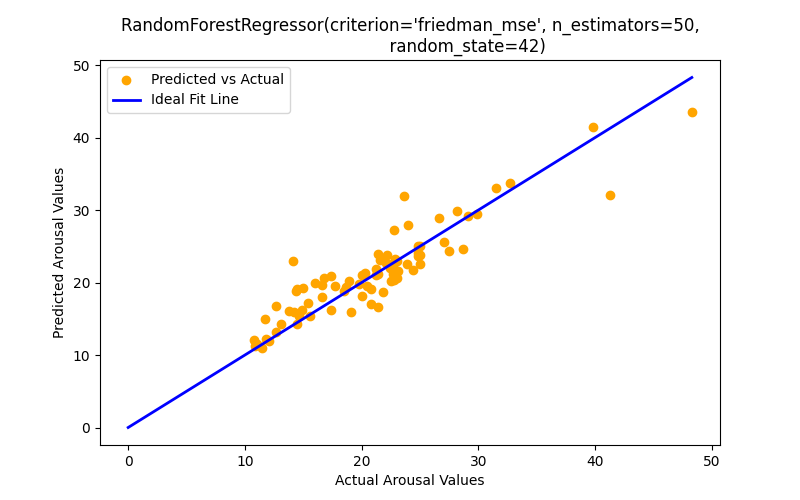 RandomForestRegressor(criterion='friedman_mse', n_estimators=50,
random_state=42)
50
40
30
20
10
0
Predicted Arousal Values
Predicted vs Actual
Ideal Fit Line
0 10 20 30 40 50
Actual Arousal Values